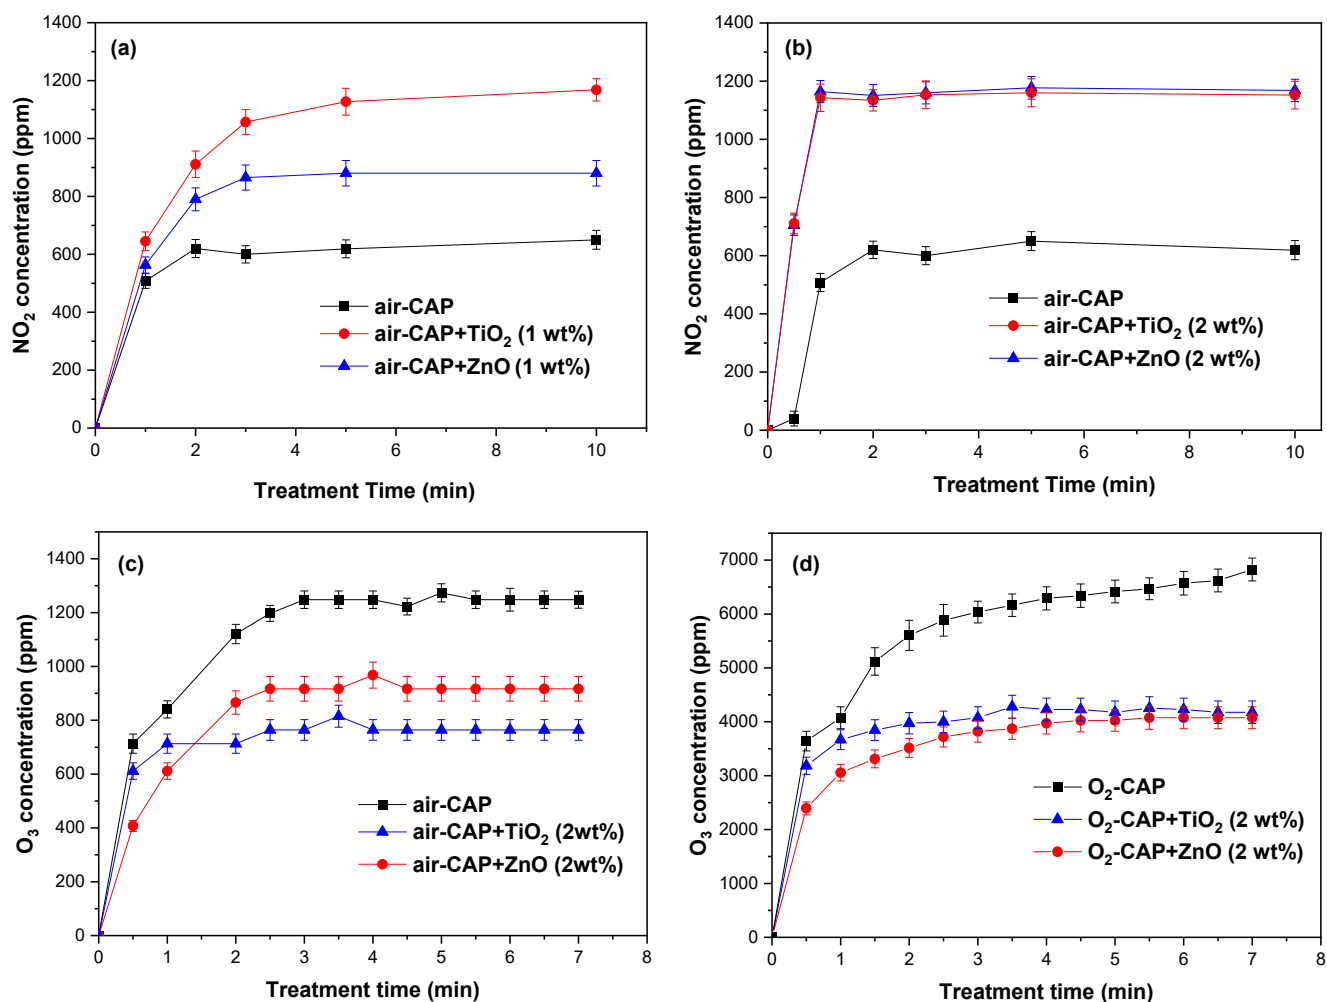 (a)
NO₂ concentration (ppm)
1400
1200
1000
800
600
400
200
0
0 2 4 6 8 10
Treatment Time (min)
air-CAP
air-CAP+TiO₂ (1 wt%)
air-CAP+ZnO (1 wt%)
(b)
NO₂ concentration (ppm)
1400
1200
1000
800
600
400
200
0
0 2 4 6 8 10
Treatment Time (min)
air-CAP
air-CAP+TiO₂ (2 wt%)
air-CAP+ZnO (2 wt%)
(c)
O₃ concentration (ppm)
1400
1200
1000
800
600
400
200
0
0 1 2 3 4 5 6 7 8
Treatment time (min)
air-CAP
air-CAP+TiO₂ (2wt%)
air-CAP+ZnO (2wt%)
(d)
O₃ concentration (ppm)
7000
6000
5000
4000
3000
2000
1000
0
0 1 2 3 4 5 6 7 8
Treatment time (min)
O₂-CAP
O₂-CAP+TiO₂ (2 wt%)
O₂-CAP+ZnO (2 wt%)